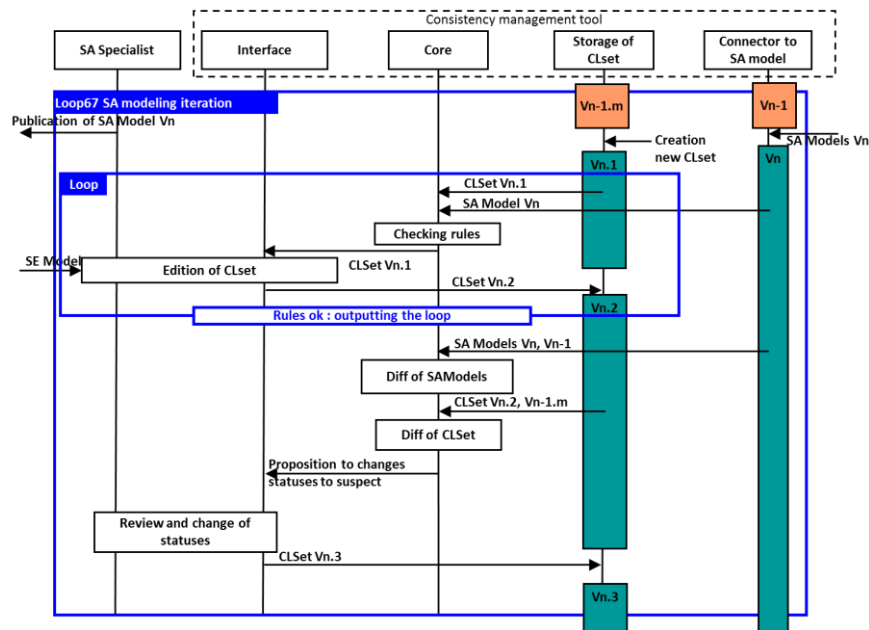 Consistency management tool
SA Specialist
Interface
Core
Storage of
CLset
Connector to
SA model
Loop67 SA modeling iteration
Vn-1.m
Vn-1
Publication of SA Model Vn
SA Models Vn
Creation
new CLset
Vn.1
Vn
Loop
CLSet Vn.1
SA Model Vn
Checking rules
SE Model
Edition of CLset
CLSet Vn.1
CLSet Vn.2
Vn.2
Rules ok : outputting the loop
SA Models Vn, Vn-1
Diff of SAModels
CLSet Vn.2, Vn-1.m
Diff of CLSet
Proposition to changes
statuses to suspect
Review and change of
statuses
CLSet Vn.3
Vn.3